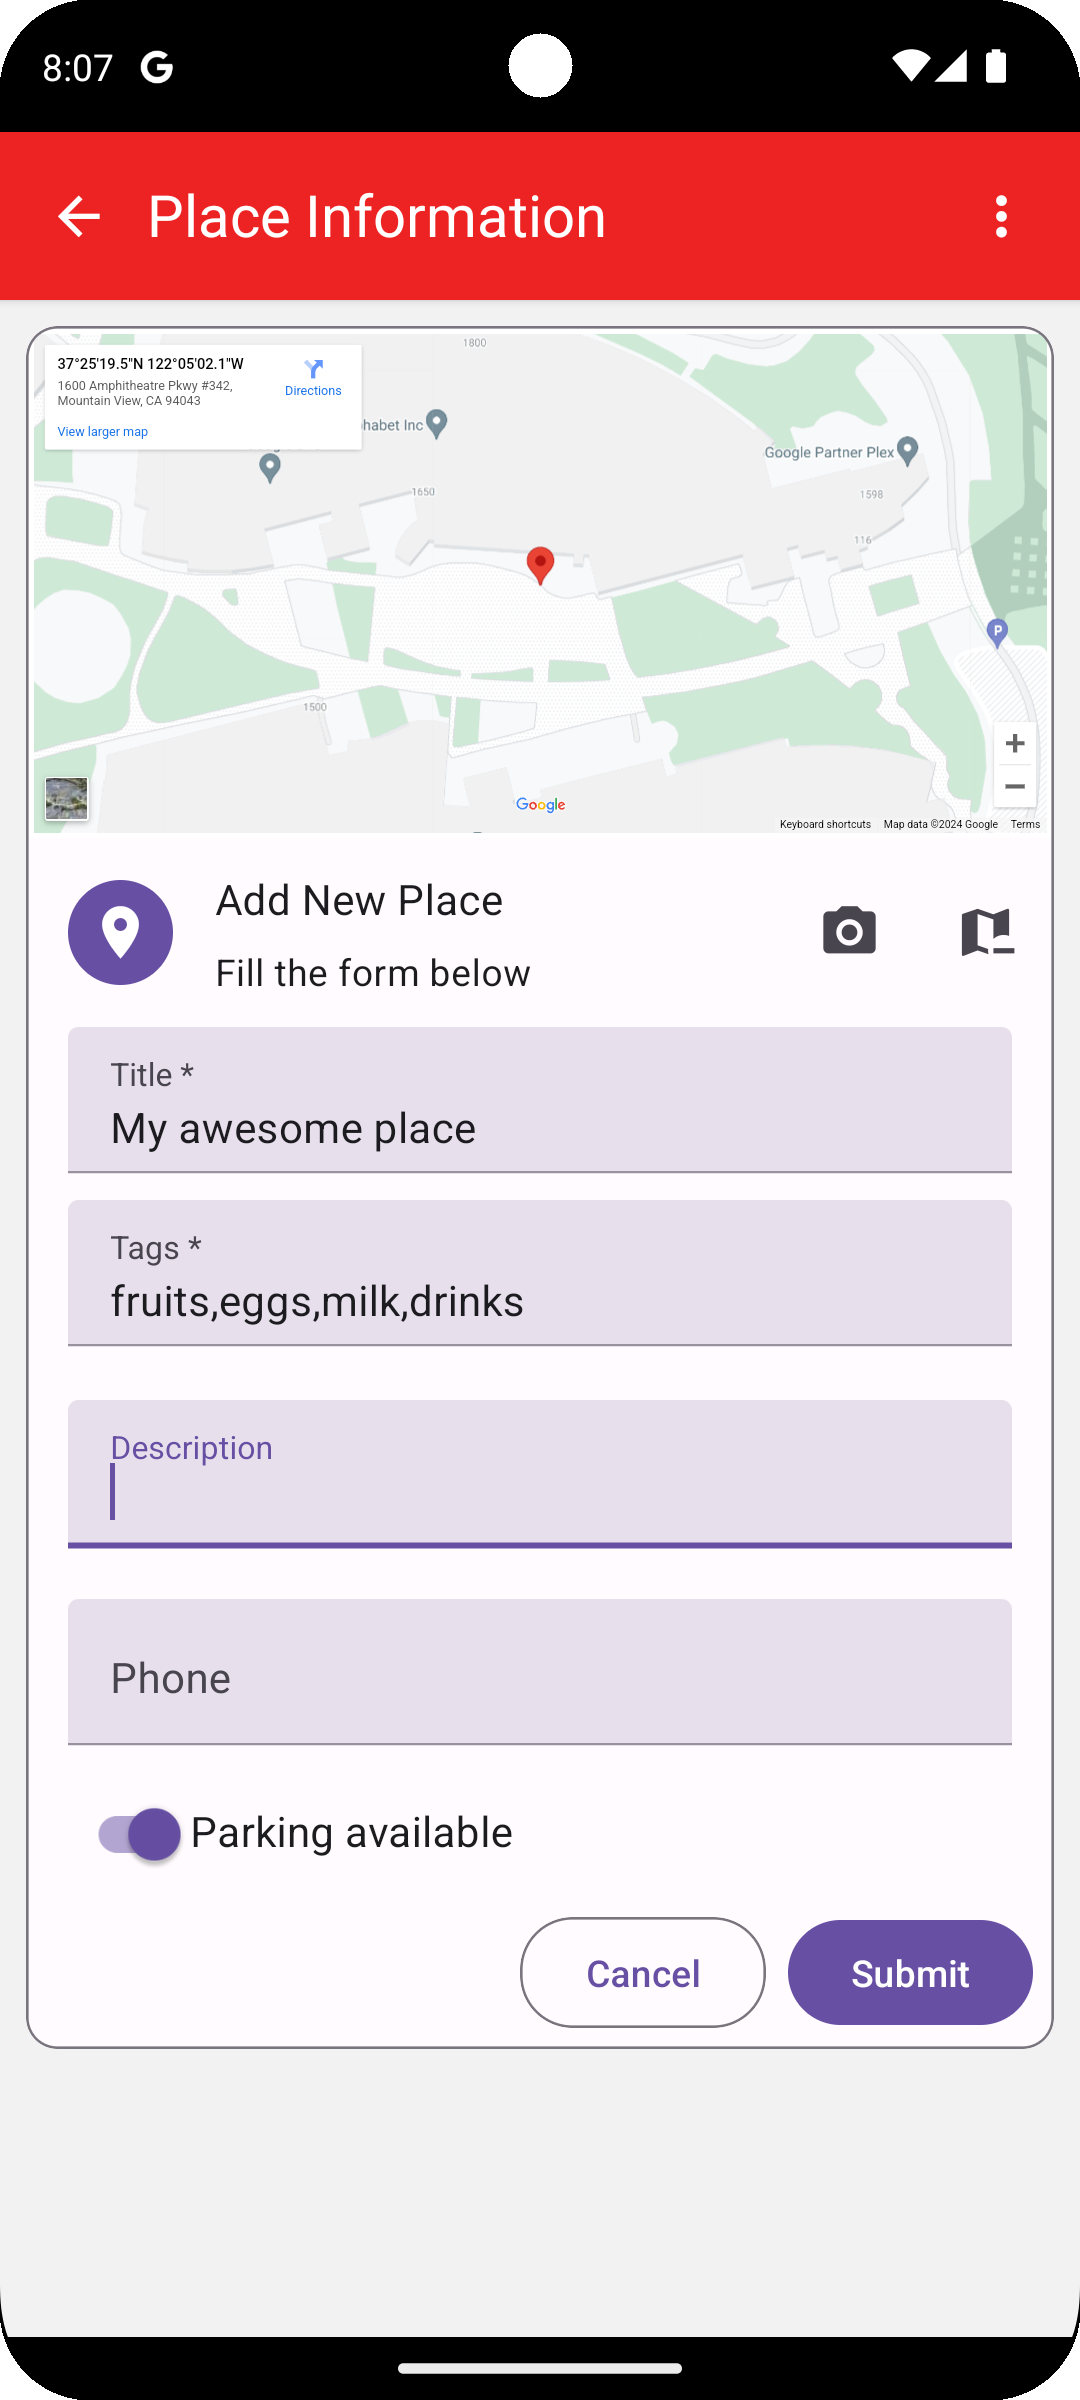 8:07
Place Information
1800
37°25'19.5"N 122°05'02.1"W
1600 Amphitheatre Pkwy #342,
Mountain View, CA 94043
Directions
View larger map
habet Inc
Google Partner Plex
1650
1598
116
P
1500
Google
Keyboard shortcuts
Map data ©2024 Google
Terms
Add New Place
Fill the form below
Title *
My awesome place
Tags *
fruits,eggs,milk,drinks
Description
Phone
Parking available
Cancel
Submit